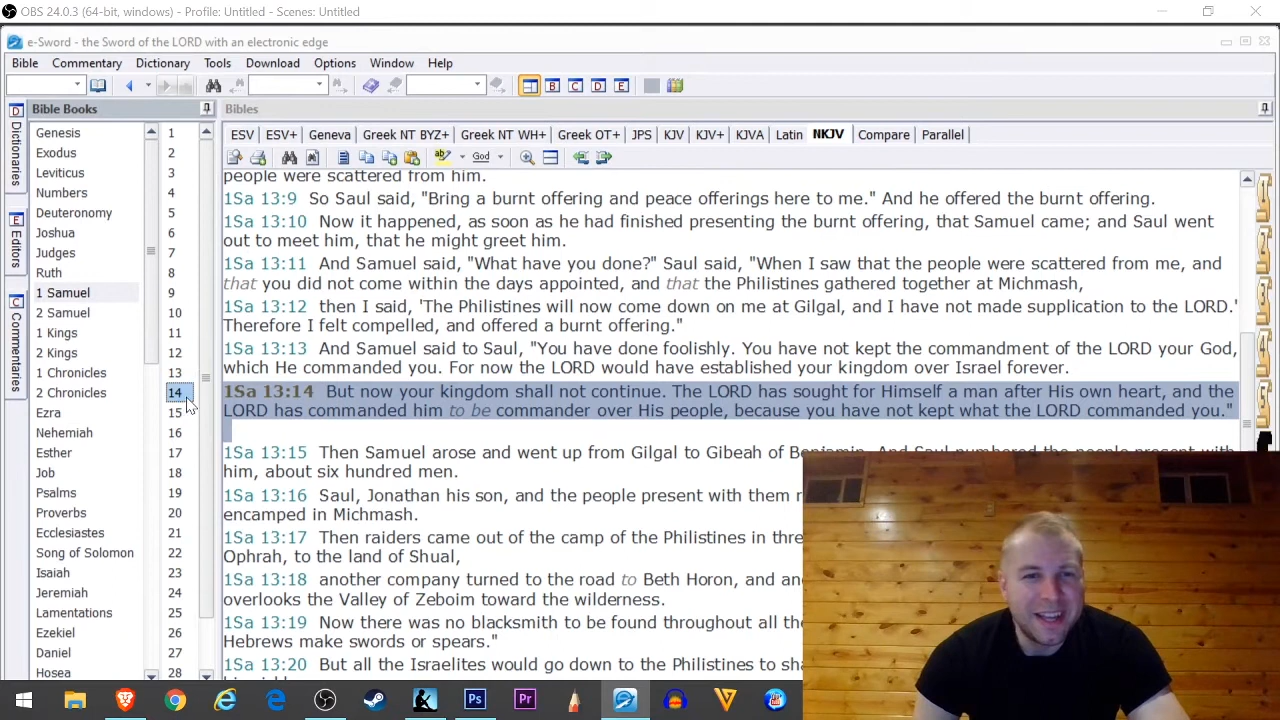 OBS 24.0.3 (64-bit, windows) - Profile: Untitled - Scenes: Untitled
e-Sword - the Sword of the LORD with an electronic edge
Bible Commentary Dictionary Tools Download Options Window Help
B C D E
Bible Books
Bibles
D Dictionaries
E Editors
C Commentaries
Genesis 1
Exodus 2
Leviticus 3
Numbers 4
Deuteronomy 5
Joshua 6
Judges 7
Ruth 8
1 Samuel 9
2 Samuel 10
1 Kings 11
2 Kings 12
1 Chronicles 13
2 Chronicles 14
Ezra 15
Nehemiah 16
Esther 17
Job 18
Psalms 19
Proverbs 20
Ecclesiastes 21
Song of Solomon 22
Isaiah 23
Jeremiah 24
Lamentations 25
Ezekiel 26
Daniel 27
Hosea 28
ESV ESV+ Geneva Greek NT BYZ+ Greek NT WH+ Greek OT+ JPS KJV KJV+ KJVA Latin NKJV Compare Parallel
God
people were scattered from him.
1Sa 13:9 So Saul said, "Bring a burnt offering and peace offerings here to me." And he offered the burnt offering.
1Sa 13:10 Now it happened, as soon as he had finished presenting the burnt offering, that Samuel came; and Saul went
out to meet him, that he might greet him.
1Sa 13:11 And Samuel said, "What have you done?" Saul said, "When I saw that the people were scattered from me, and
that you did not come within the days appointed, and that the Philistines gathered together at Michmash,
1Sa 13:12 then I said, 'The Philistines will now come down on me at Gilgal, and I have not made supplication to the LORD.'
Therefore I felt compelled, and offered a burnt offering."
1Sa 13:13 And Samuel said to Saul, "You have done foolishly. You have not kept the commandment of the LORD your God,
which He commanded you. For now the LORD would have established your kingdom over Israel forever.
1Sa 13:14 But now your kingdom shall not continue. The LORD has sought for Himself a man after His own heart, and the
LORD has commanded him to be commander over His people, because you have not kept what the LORD commanded you."
1Sa 13:15 Then Samuel arose and went up from Gilgal to Gibeah of Benjamin. And Saul numbered the people present with
him, about six hundred men.
1Sa 13:16 Saul, Jonathan his son, and the people present with them
encamped in Michmash.
1Sa 13:17 Then raiders came out of the camp of the Philistines in
Ophrah, to the land of Shual,
1Sa 13:18 another company turned to the road to Beth Horon, and
overlooks the Valley of Zeboim toward the wilderness.
1Sa 13:19 Now there was no blacksmith to be found throughout all
Hebrews make swords or spears."
1Sa 13:20 But all the Israelites would go down to the Philistines to
Ps Pr